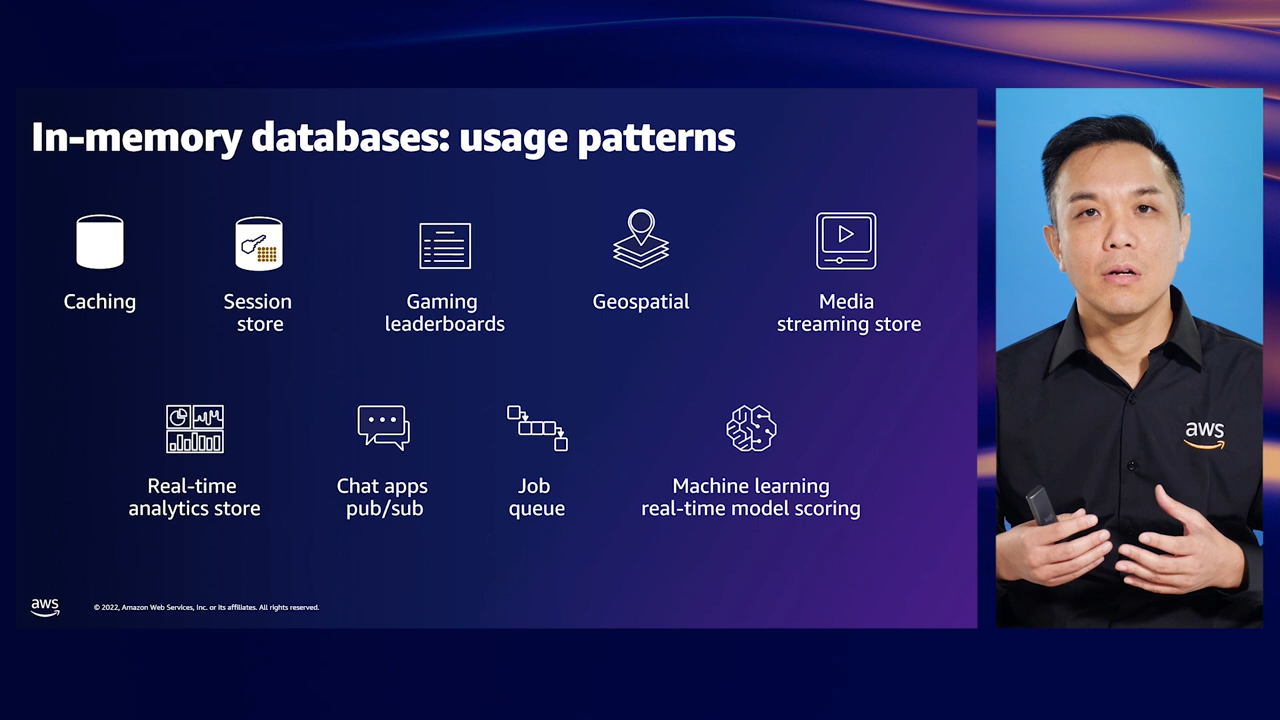 In-memory databases: usage patterns
Caching
Session
store
Gaming
leaderboards
Geospatial
Media
streaming store
Real-time
analytics store
Chat apps
pub/sub
Job
queue
Machine learning
real-time model scoring
aws
© 2022, Amazon Web Services, Inc. or its affiliates. All rights reserved.
aws